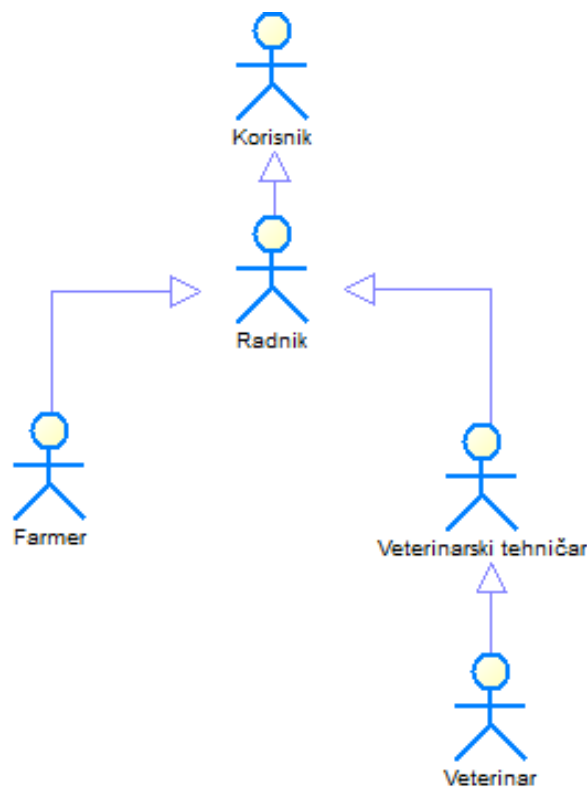 Korisnik
Radnik
Farmer
Veterinarski tehničar
Veterinar